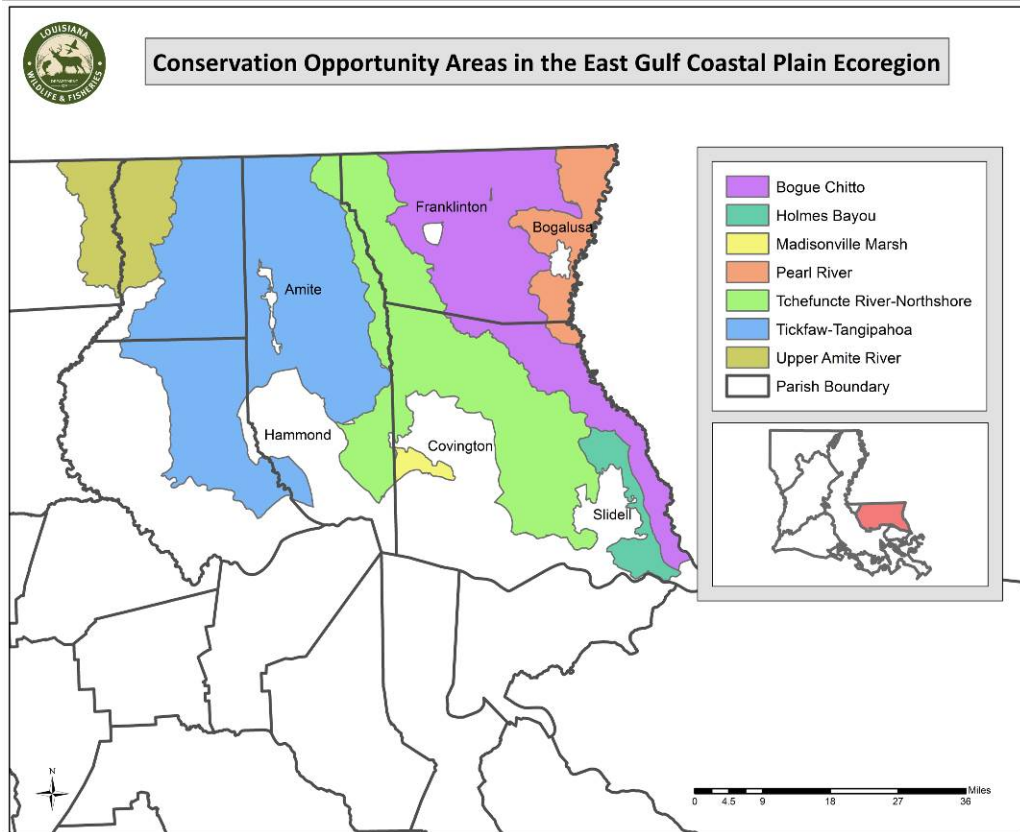 LOUISIANA
DEPARTMENT
OF
WILDLIFE & FISHERIES
Conservation Opportunity Areas in the East Gulf Coastal Plain Ecoregion
Franklinton
Bogalusa
Amite
Hammond
Covington
Slidell
Bogue Chitto
Holmes Bayou
Madisonville Marsh
Pearl River
Tchefuncte River-Northshore
Tickfaw-Tangipahoa
Upper Amite River
Parish Boundary
N
Miles
0 4.5 9 18 27 36